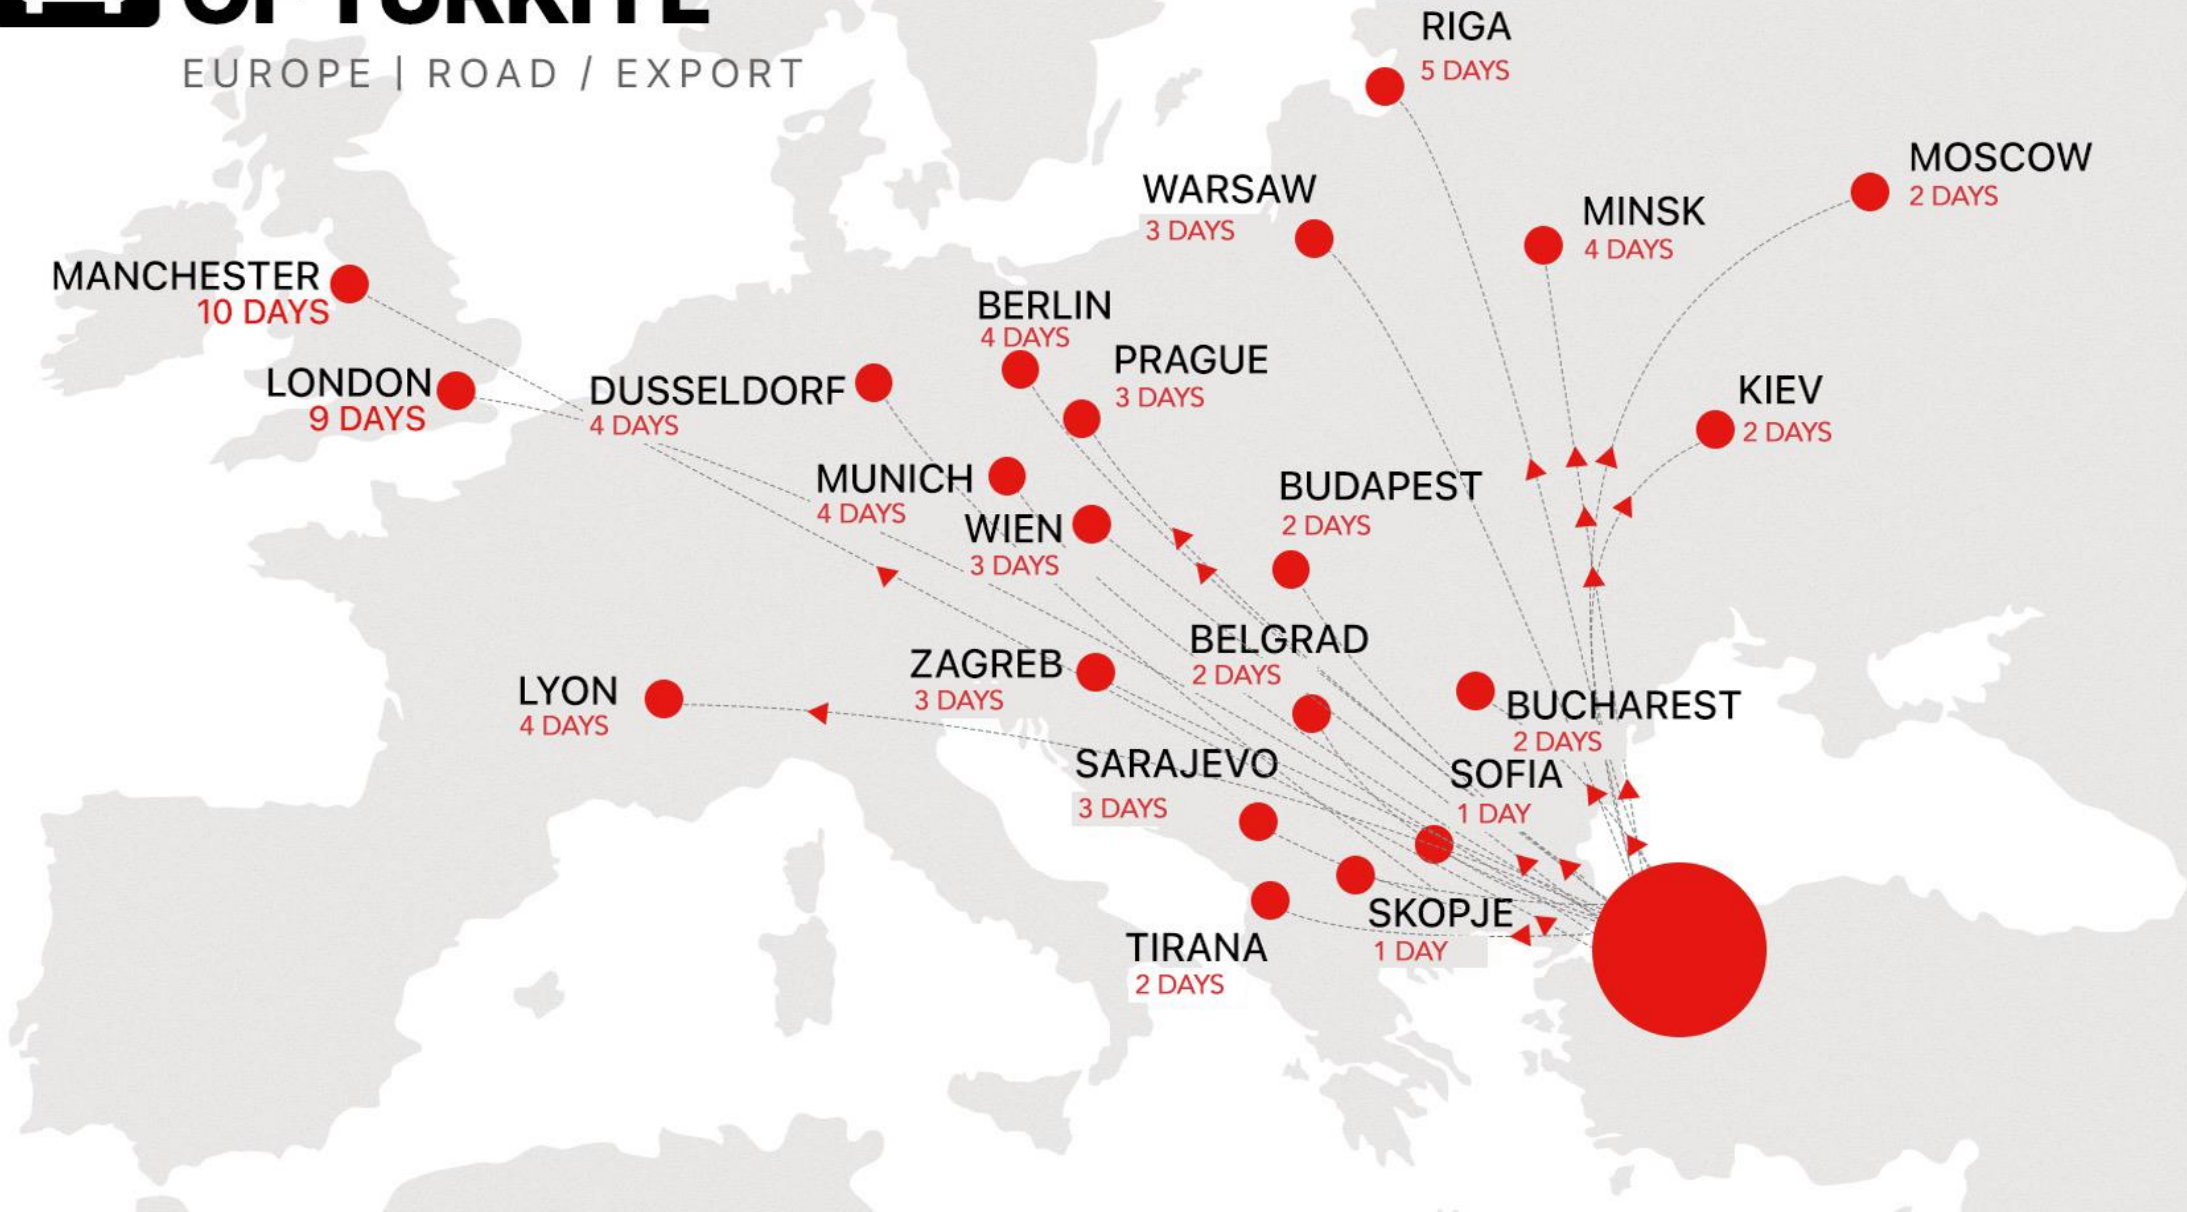 OF TÜRKİYE
EUROPE | ROAD / EXPORT
RIGA
5 DAYS
MOSCOW
2 DAYS
WARSAW
3 DAYS
MINSK
4 DAYS
MANCHESTER
10 DAYS
BERLIN
4 DAYS
PRAGUE
3 DAYS
LONDON
9 DAYS
DUSSELDORF
4 DAYS
KIEV
2 DAYS
MUNICH
4 DAYS
BUDAPEST
2 DAYS
WIEN
3 DAYS
BELGRAD
2 DAYS
ZAGREB
3 DAYS
LYON
4 DAYS
BUCHAREST
2 DAYS
SARAJEVO
3 DAYS
SOFIA
1 DAY
SKOPJE
1 DAY
TIRANA
2 DAYS